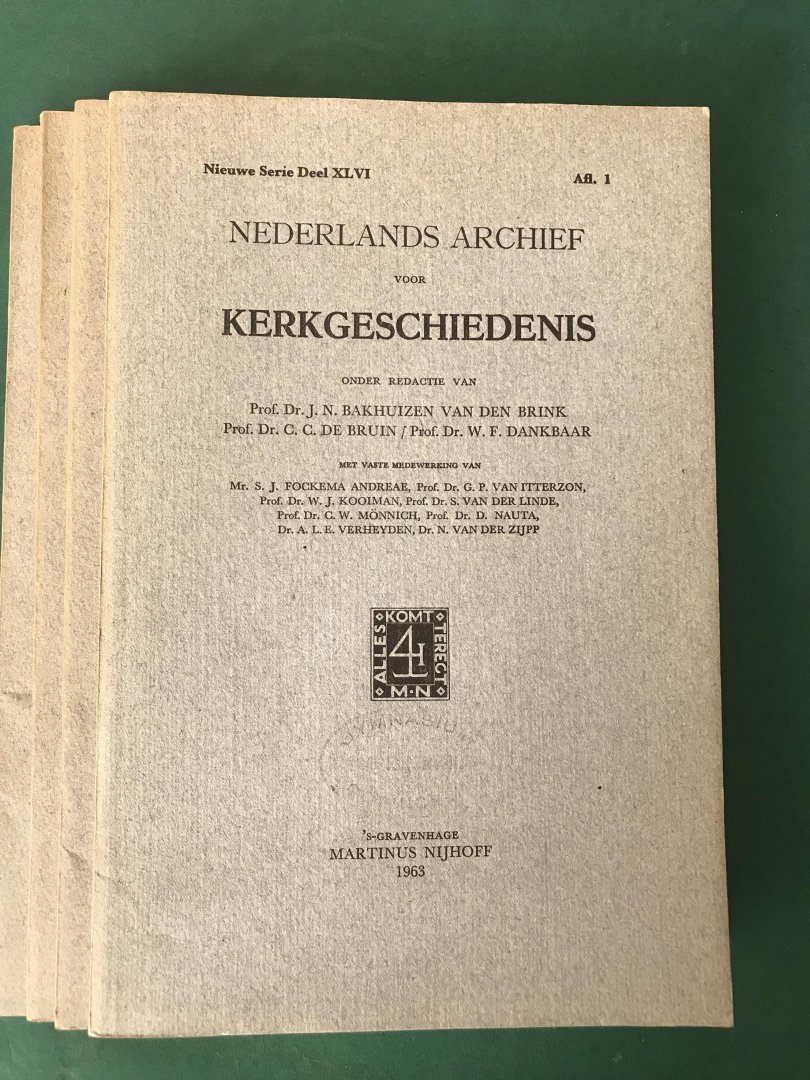 Nieuwe Serie Deel XLVI Afl. 1
NEDERLANDS ARCHIEF
VOOR
KERKGESCHIEDENIS
ONDER REDACTIE VAN
Prof. Dr. J. N. BAKHUIZEN VAN DEN BRINK
Prof. Dr. C. C. DE BRUIN / Prof. Dr. W. F. DANKBAAR
MET VASTE MEDEWERKING VAN
Mr. S. J. FOCKEMA ANDREAE, Prof. Dr. G. P. VAN ITTERZON,
Prof. Dr. W. J. KOOIMAN, Prof. Dr. S. VAN DER LINDE,
Prof. Dr. C. W. MÖNNICH, Prof. Dr. D. NAUTA,
Dr. A. L. E. VERHEYDEN, Dr. N. VAN DER ZIJPP
ALLES
KOMT
TERECT
M·N
'S-GRAVENHAGE
MARTINUS NIJHOFF
1963